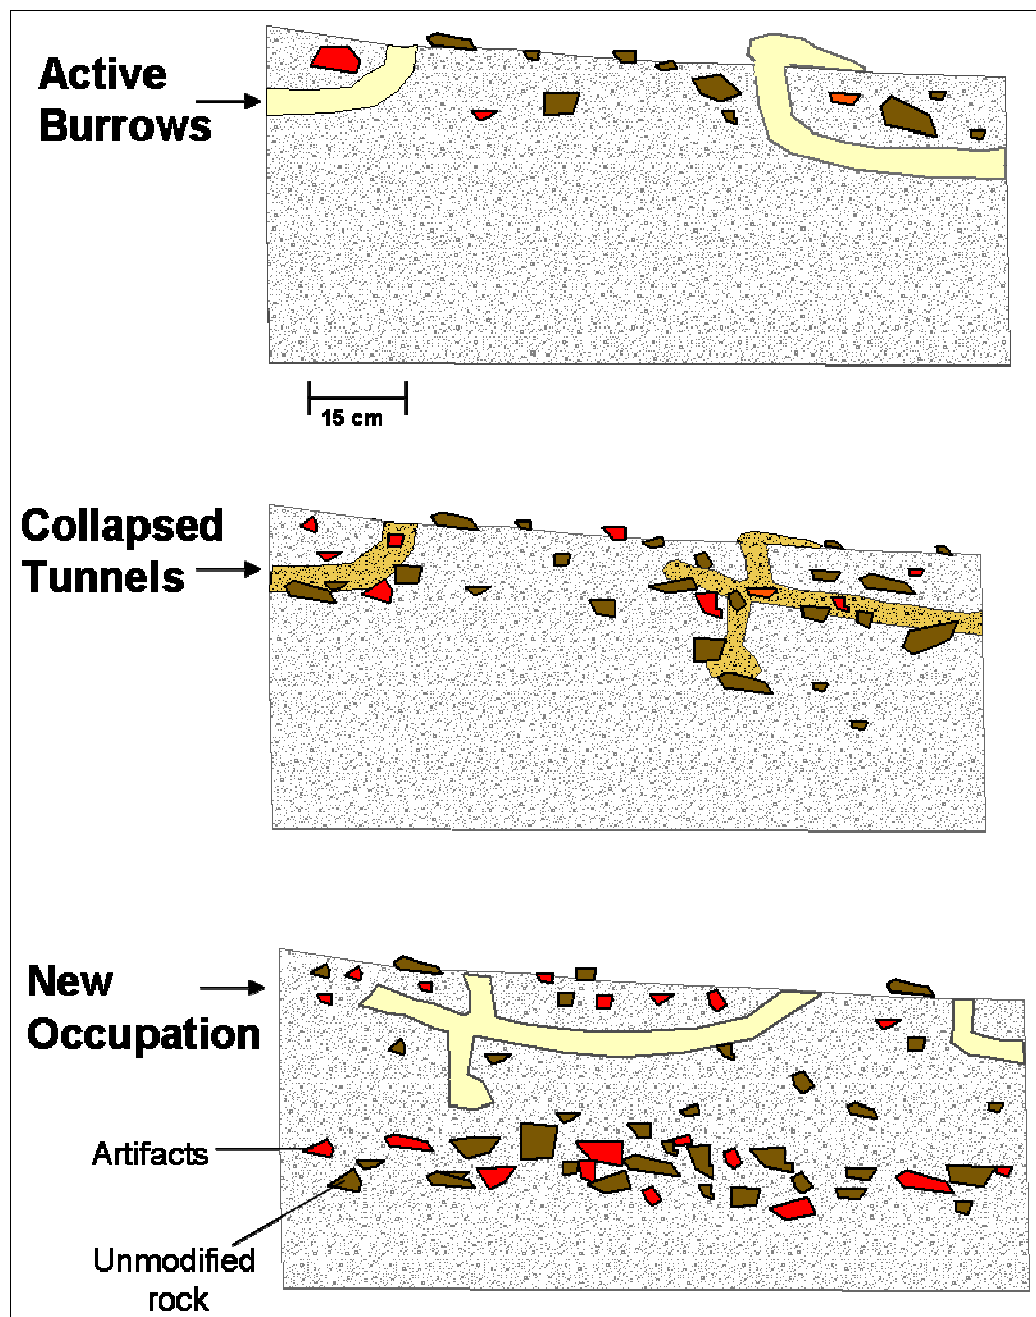 Active
Burrows
15 cm
Collapsed
Tunnels
New
Occupation
Artifacts
Unmodified
rock